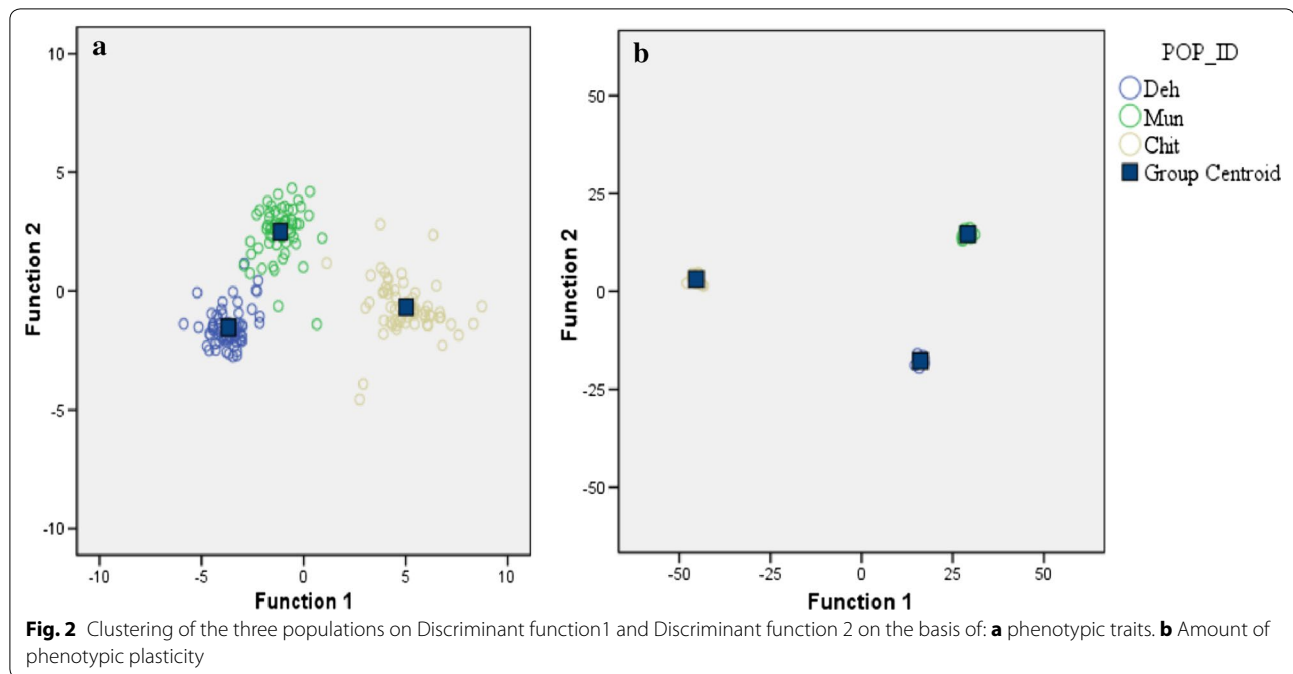 a
10
5
0
-5
-10
Function 2
-10
-5
0
5
10
Function 1
b
50
25
0
-25
-50
Function 2
-50
-25
0
25
50
Function 1
POP_ID
Deh
Mun
Chit
Group Centroid
Fig. 2 Clustering of the three populations on Discriminant function1 and Discriminant function 2 on the basis of: a phenotypic traits. b Amount of
phenotypic plasticity